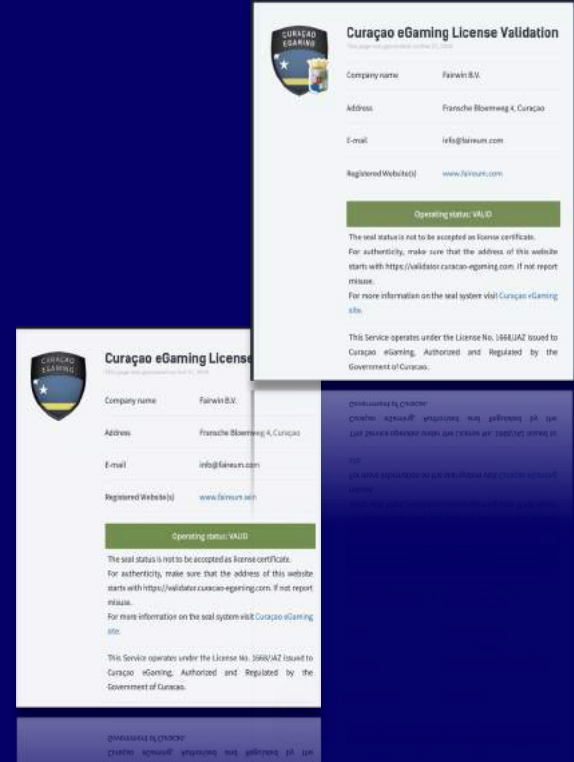 CURAÇAO
EGAMING
Curaçao eGaming License Validation
Company name Fairwin B.V.
Address Fransche Bloemweg 4, Curaçao
E-mail info@faireum.com
Registered Website(s) www.faireum.com
Operating status: VALID
The seal status is not to be accepted as license certificate.
For authenticity, make sure that the address of this website
starts with https://validator.curacao-egaming.com. If not report
misuse.
For more information on the seal system visit Curaçao eGaming
site.
This Service operates under the License No. 1668/JAZ issued to
Curaçao eGaming, Authorized and Regulated by the
Government of Curacao.
CURAÇAO
EGAMING
Curaçao eGaming License
Company name Fairwin B.V.
Address Fransche Bloemweg 4, Curaçao
E-mail info@faireum.com
Registered Website(s) www.faireum.win
Operating status: VALID
The seal status is not to be accepted as license certificate.
For authenticity, make sure that the address of this website
starts with https://validator.curacao-egaming.com. If not report
misuse.
For more information on the seal system visit Curaçao eGaming
site.
This Service operates under the License No. 1668/JAZ issued to
Curaçao eGaming, Authorized and Regulated by the
Government of Curacao.